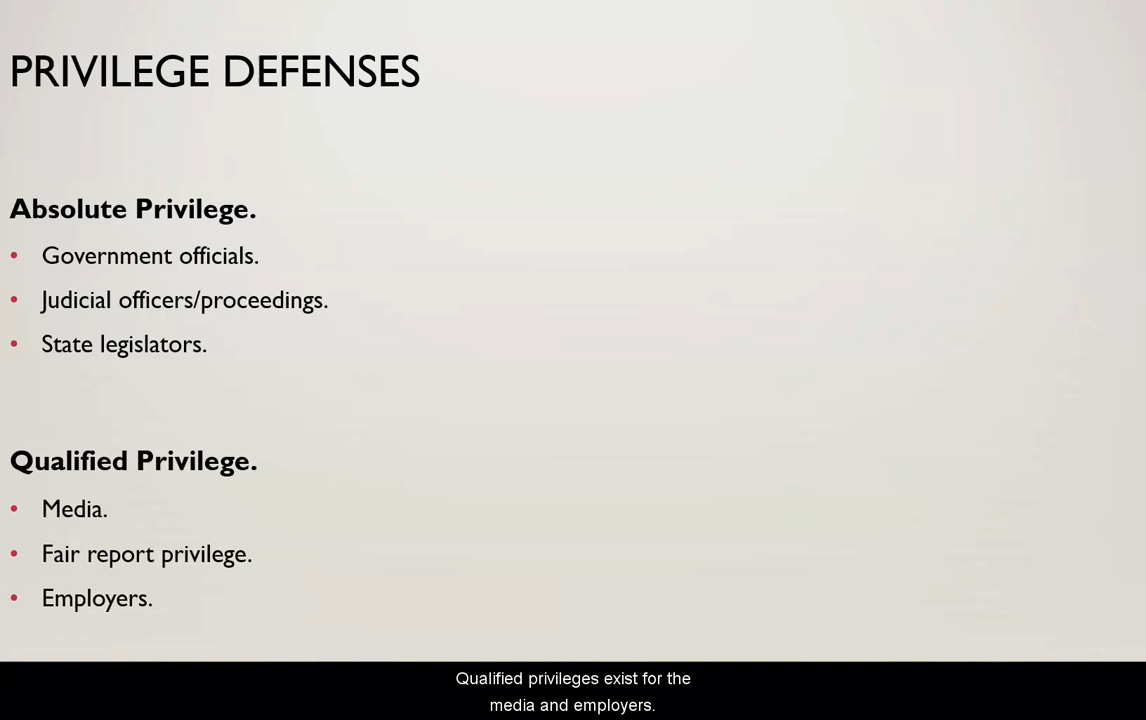 PRIVILEGE DEFENSES
Absolute Privilege.
• Government officials.
• Judicial officers/proceedings.
• State legislators.
Qualified Privilege.
• Media.
• Fair report privilege.
• Employers.
Qualified privileges exist for the
media and employers.